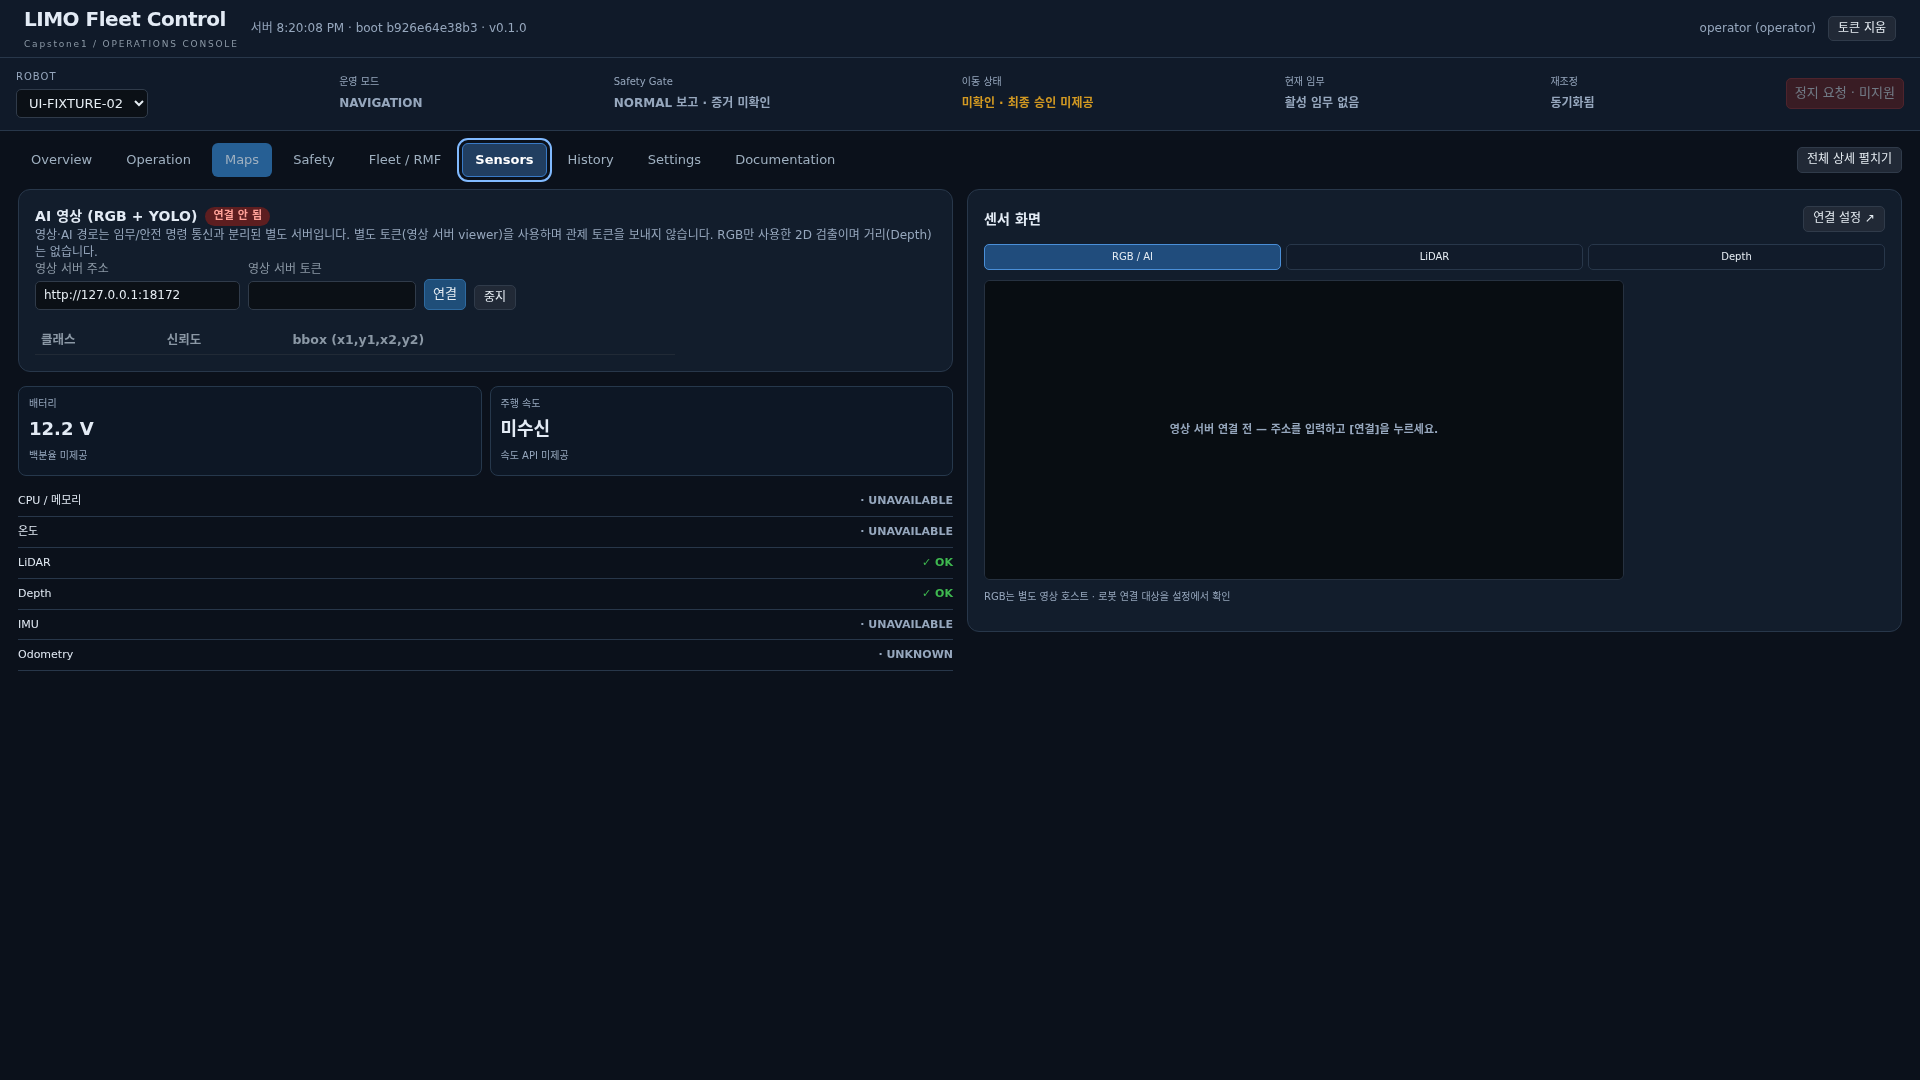 LIMO Fleet Control
Capstone1 / OPERATIONS CONSOLE
서버 8:20:08 PM · boot b926e64e38b3 · v0.1.0
operator (operator)
토큰 지움
ROBOT
UI-FIXTURE-02
운영 모드
NAVIGATION
Safety Gate
NORMAL 보고 · 증거 미확인
이동 상태
미확인 · 최종 승인 미제공
현재 임무
활성 임무 없음
재조정
동기화됨
정지 요청 · 미지원
Overview
Operation
Maps
Safety
Fleet / RMF
Sensors
History
Settings
Documentation
전체 상세 펼치기
AI 영상 (RGB + YOLO)
연결 안 됨
영상·AI 경로는 임무/안전 명령 통신과 분리된 별도 서버입니다. 별도 토큰(영상 서버 viewer)을 사용하며 관제 토큰을 보내지 않습니다. RGB만 사용한 2D 검출이며 거리(Depth)
는 없습니다.
영상 서버 주소
영상 서버 토큰
http://127.0.0.1:18172
연결
중지
클래스
신뢰도
bbox (x1,y1,x2,y2)
배터리
12.2 V
백분율 미제공
주행 속도
미수신
속도 API 미제공
CPU / 메모리
· UNAVAILABLE
온도
· UNAVAILABLE
LiDAR
✓ OK
Depth
✓ OK
IMU
· UNAVAILABLE
Odometry
· UNKNOWN
센서 화면
연결 설정 ↗
RGB / AI
LiDAR
Depth
영상 서버 연결 전 — 주소를 입력하고 [연결]을 누르세요.
RGB는 별도 영상 호스트 · 로봇 연결 대상을 설정에서 확인